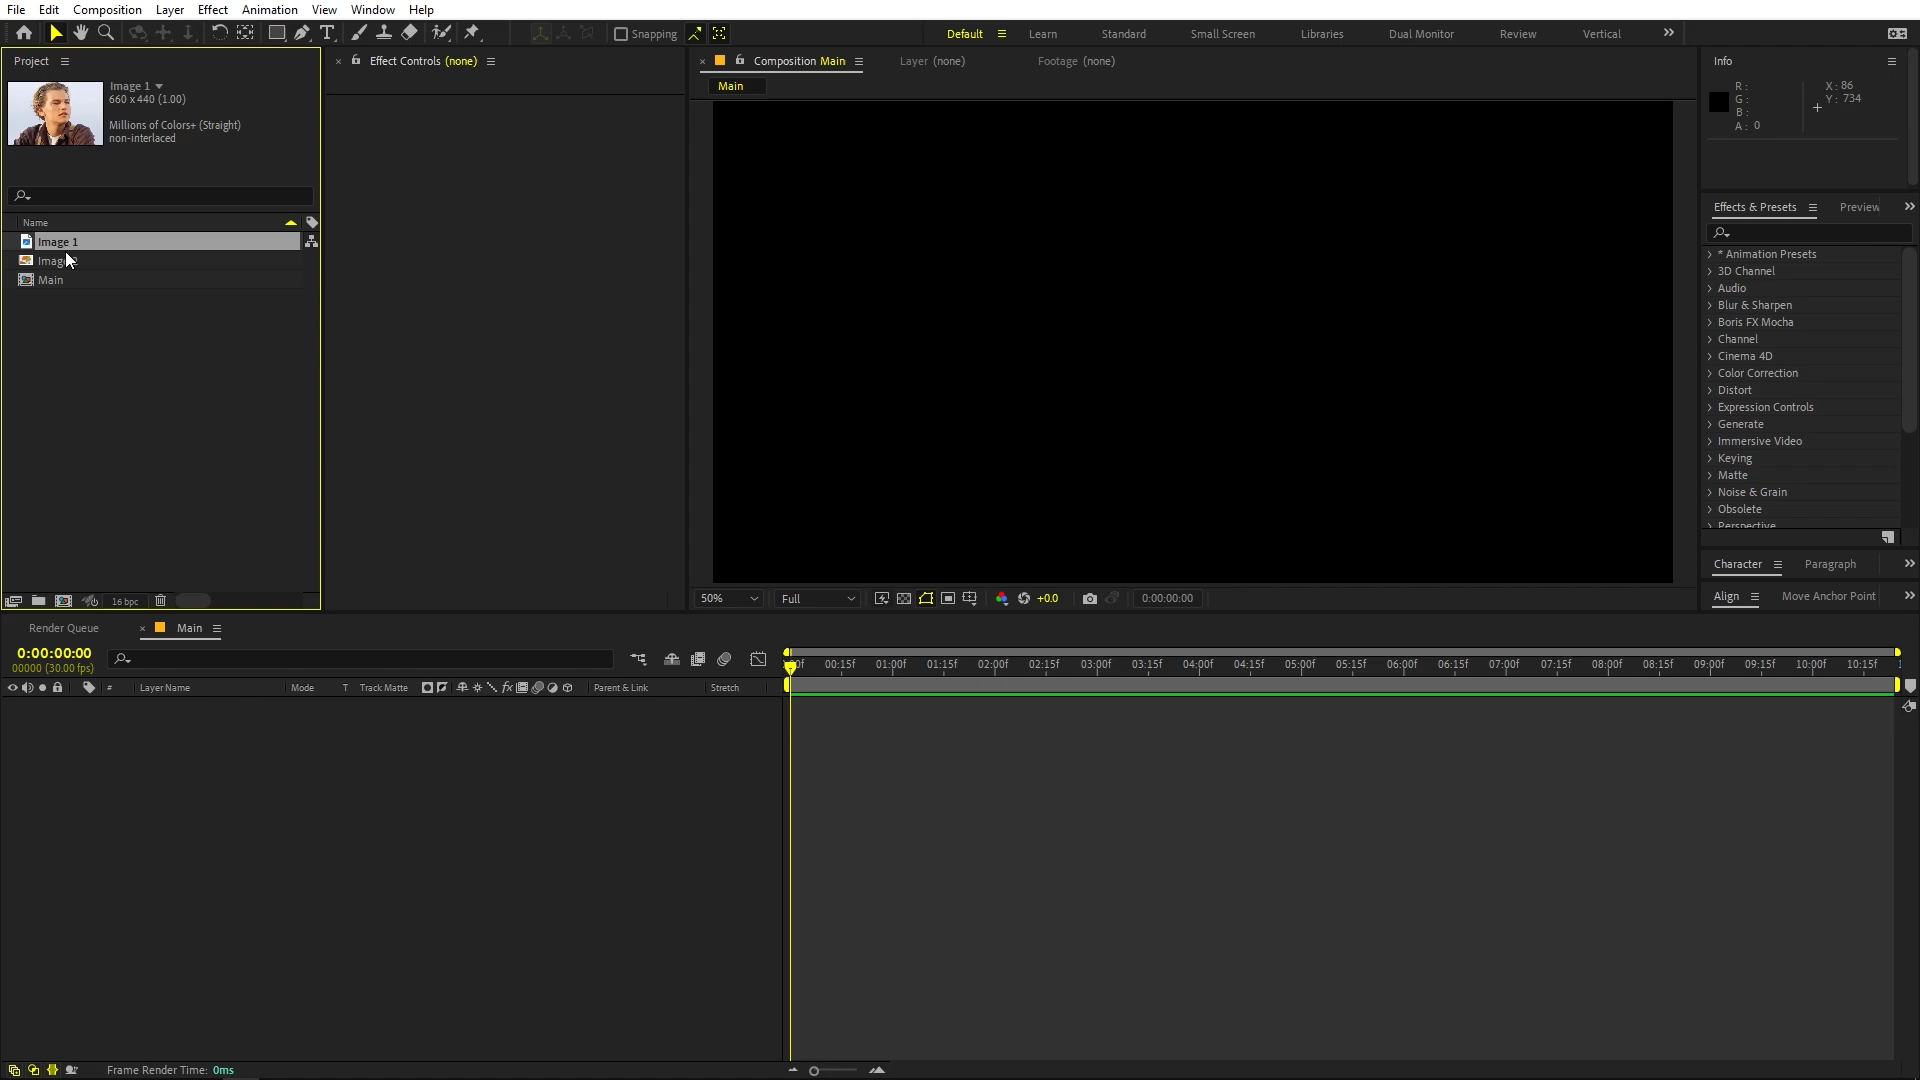 File Edit Composition Layer Effect Animation View Window Help
Snapping
Default Learn Standard Small Screen Libraries Dual Monitor Review Vertical
Project
Image 1
660 x 440 (1.00)
Millions of Colors+ (Straight)
non-interlaced
Name
Image 1
Image 2
Main
16 bpc
Effect Controls (none)
Composition Main
Layer (none)
Footage (none)
Main
50%
Full
+0.0
0:00:00:00
Info
R:
G:
B:
A: 0
X: 86
Y: 734
Effects & Presets
Preview
* Animation Presets
3D Channel
Audio
Blur & Sharpen
Boris FX Mocha
Channel
Cinema 4D
Color Correction
Distort
Expression Controls
Generate
Immersive Video
Keying
Matte
Noise & Grain
Obsolete
Perspective
Character
Paragraph
Align
Move Anchor Point
Render Queue
Main
0:00:00:00
00000 (30.00 fps)
# Layer Name Mode T Track Matte fx Parent & Link Stretch
00:15f 01:00f 01:15f 02:00f 02:15f 03:00f 03:15f 04:00f 04:15f 05:00f 05:15f 06:00f 06:15f 07:00f 07:15f 08:00f 08:15f 09:00f 09:15f 10:00f 10:15f
Frame Render Time: 0ms